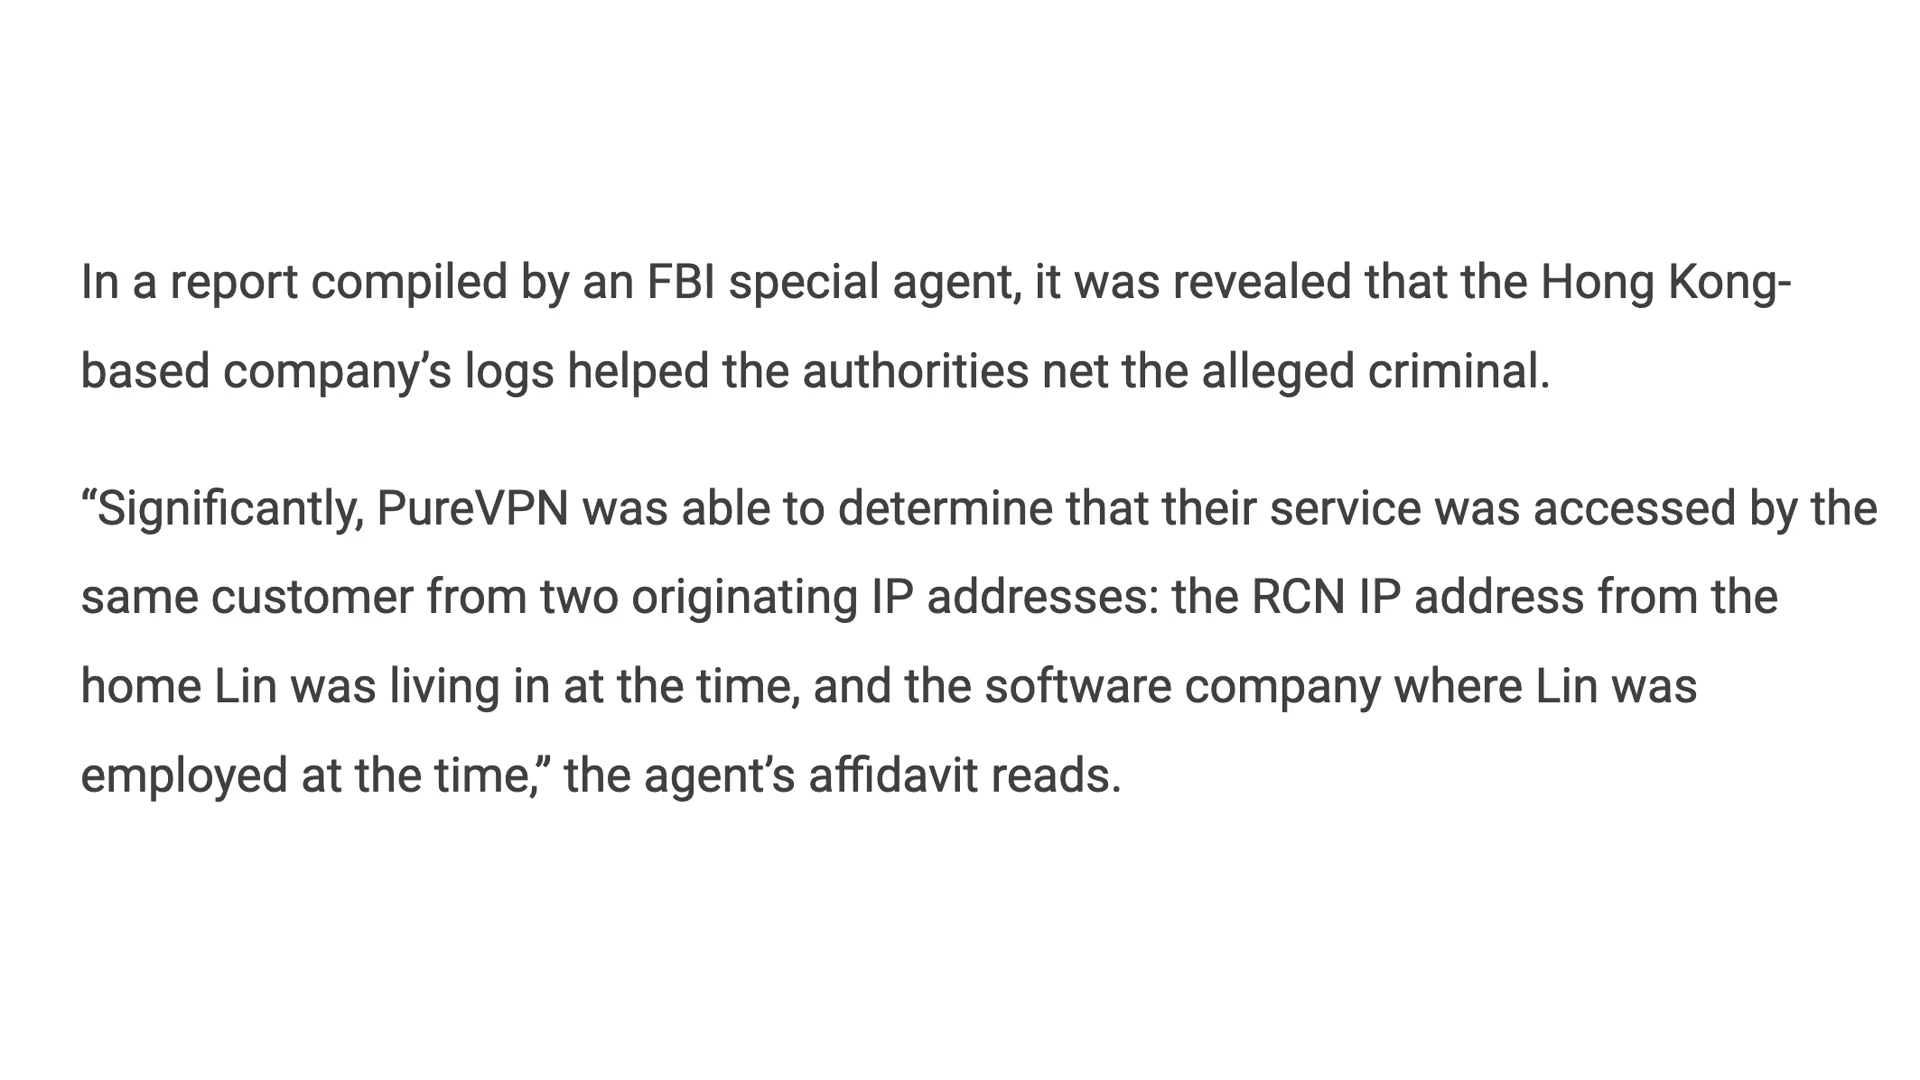 In a report compiled by an FBI special agent, it was revealed that the Hong Kong-
based company’s logs helped the authorities net the alleged criminal.
“Significantly, PureVPN was able to determine that their service was accessed by the
same customer from two originating IP addresses: the RCN IP address from the
home Lin was living in at the time, and the software company where Lin was
employed at the time,” the agent’s affidavit reads.